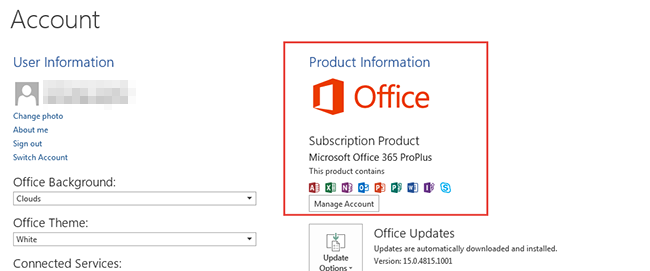 Account
User Information
Change photo
About me
Sign out
Switch Account
Office Background:
Clouds
Office Theme:
White
Connected Services:
Product Information
Office
Subscription Product
Microsoft Office 365 ProPlus
This product contains
Manage Account
Update
Options
Office Updates
Updates are automatically downloaded and installed.
Version: 15.0.4815.1001